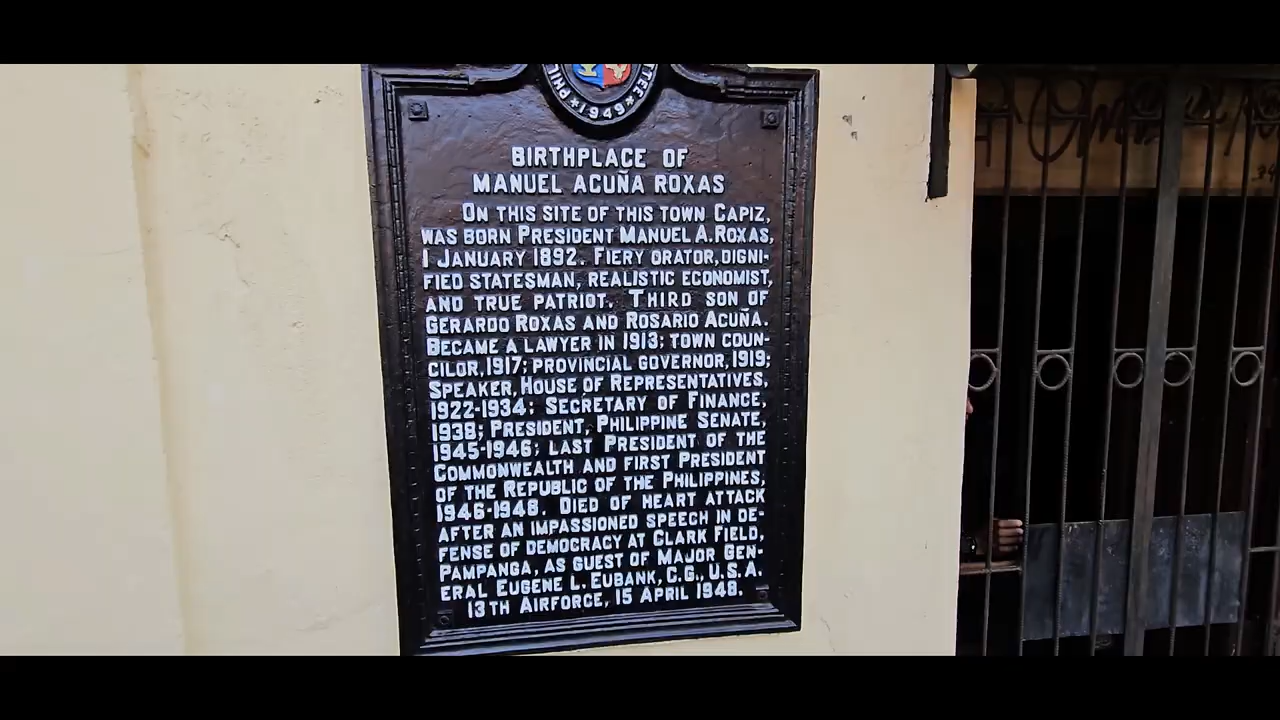 1949
BIRTHPLACE OF
MANUEL ACUÑA ROXAS
ON THIS SITE OF THIS TOWN CAPIZ,
WAS BORN PRESIDENT MANUEL A. ROXAS,
1 JANUARY 1892. FIERY ORATOR, DIGNI-
FIED STATESMAN, REALISTIC ECONOMIST,
AND TRUE PATRIOT. THIRD SON OF
GERARDO ROXAS AND ROSARIO ACUÑA.
BECAME A LAWYER IN 1913; TOWN COUN-
CILOR, 1917; PROVINCIAL GOVERNOR, 1919;
SPEAKER, HOUSE OF REPRESENTATIVES,
1922-1934; SECRETARY OF FINANCE,
1938; PRESIDENT, PHILIPPINE SENATE,
1945-1946; LAST PRESIDENT OF THE
COMMONWEALTH AND FIRST PRESIDENT
OF THE REPUBLIC OF THE PHILIPPINES,
1946-1948. DIED OF HEART ATTACK
AFTER AN IMPASSIONED SPEECH IN DE-
FENSE OF DEMOCRACY AT CLARK FIELD,
PAMPANGA, AS GUEST OF MAJOR GEN-
ERAL EUGENE L. EUBANK, C.G., U.S.A.
13TH AIRFORCE, 15 APRIL 1948.